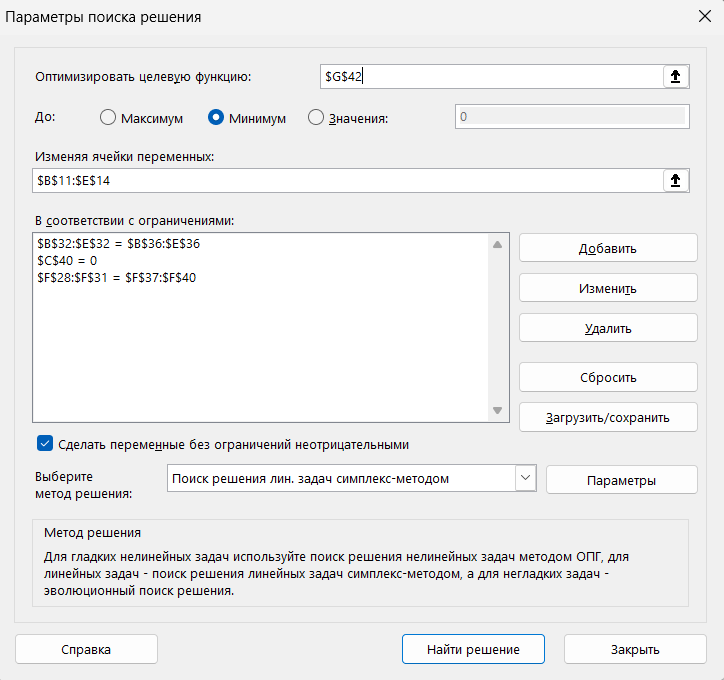 Параметры поиска решения
Оптимизировать целевую функцию:
$G$42
До:
Максимум
Минимум
Значения:
0
Изменяя ячейки переменных:
$B$11:$E$14
В соответствии с ограничениями:
$B$32:$E$32 = $B$36:$E$36
$C$40 = 0
$F$28:$F$31 = $F$37:$F$40
Добавить
Изменить
Удалить
Сбросить
Загрузить/сохранить
Сделать переменные без ограничений неотрицательными
Выберите
метод решения:
Поиск решения лин. задач симплекс-методом
Параметры
Метод решения
Для гладких нелинейных задач используйте поиск решения нелинейных задач методом ОПГ, для
линейных задач - поиск решения линейных задач симплекс-методом, а для негладких задач -
эволюционный поиск решения.
Справка
Найти решение
Закрыть